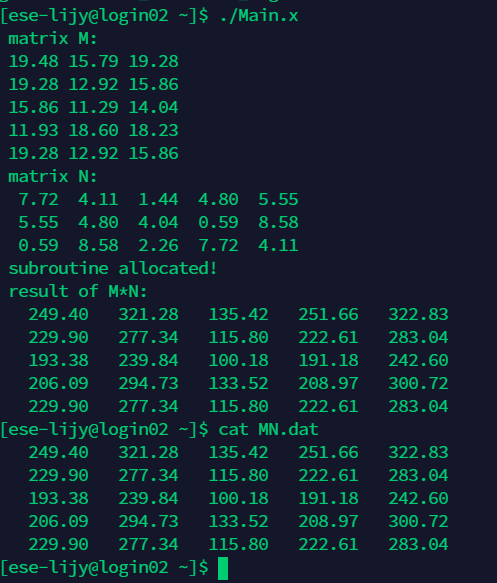 [ese-lijy@login02 ~]$ ./Main.x
matrix M:
19.48 15.79 19.28
19.28 12.92 15.86
15.86 11.29 14.04
11.93 18.60 18.23
19.28 12.92 15.86
matrix N:
7.72 4.11 1.44 4.80 5.55
5.55 4.80 4.04 0.59 8.58
0.59 8.58 2.26 7.72 4.11
subroutine allocated!
result of M*N:
249.40 321.28 135.42 251.66 322.83
229.90 277.34 115.80 222.61 283.04
193.38 239.84 100.18 191.18 242.60
206.09 294.73 133.52 208.97 300.72
229.90 277.34 115.80 222.61 283.04
[ese-lijy@login02 ~]$ cat MN.dat
249.40 321.28 135.42 251.66 322.83
229.90 277.34 115.80 222.61 283.04
193.38 239.84 100.18 191.18 242.60
206.09 294.73 133.52 208.97 300.72
229.90 277.34 115.80 222.61 283.04
[ese-lijy@login02 ~]$